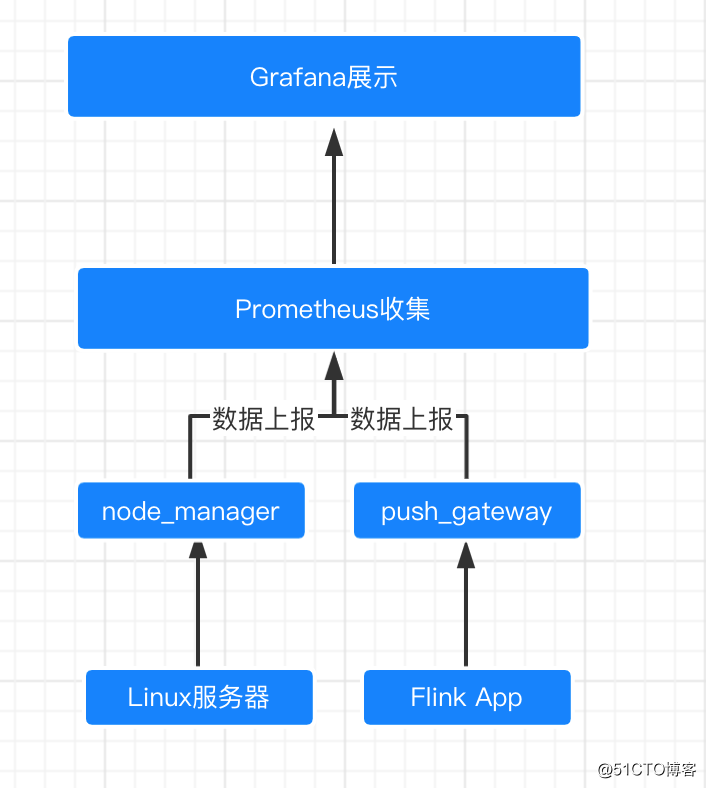 Grafana展示
Prometheus收集
数据上报 数据上报
node_manager push_gateway
Linux服务器 Flink App
@51CTO博客